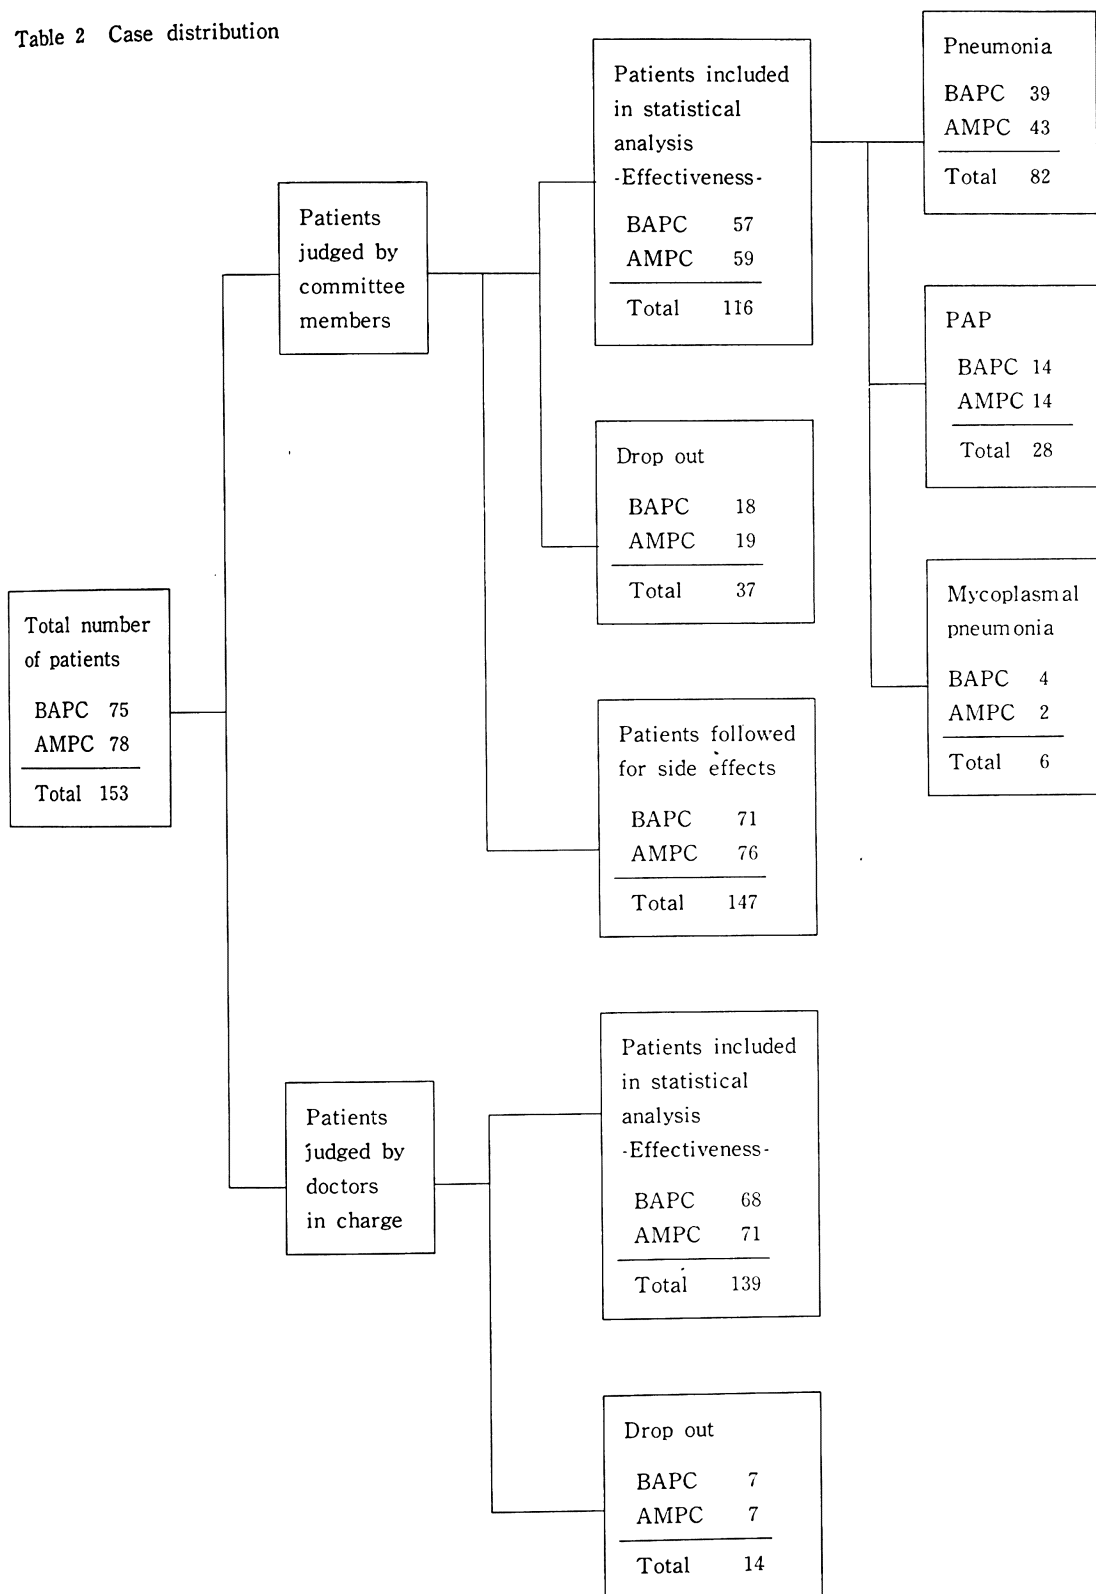 Table 2 Case distribution
Total number
of patients
BAPC 75
AMPC 78
Total 153
Patients
judged by
committee
members
Patients included
in statistical
analysis
-Effectiveness-
BAPC 57
AMPC 59
Total 116
Pneumonia
BAPC 39
AMPC 43
Total 82
PAP
BAPC 14
AMPC 14
Total 28
Mycoplasmal
pneumonia
BAPC 4
AMPC 2
Total 6
Drop out
BAPC 18
AMPC 19
Total 37
Patients followed
for side effects
BAPC 71
AMPC 76
Total 147
Patients
judged by
doctors
in charge
Patients included
in statistical
analysis
-Effectiveness-
BAPC 68
AMPC 71
Total 139
Drop out
BAPC 7
AMPC 7
Total 14